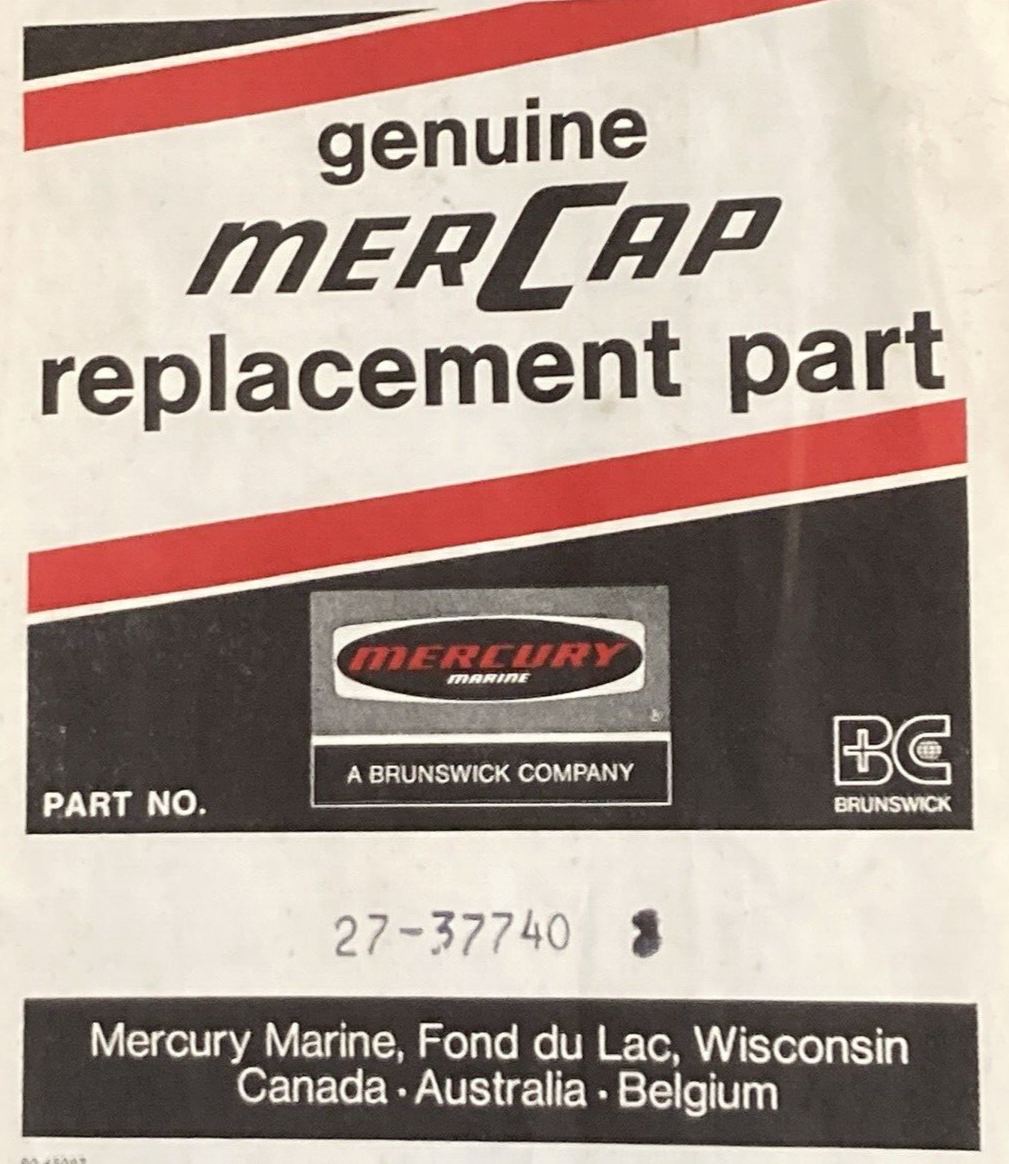 genuine
merCap
replacement part
MERCURY
MARINE
A BRUNSWICK COMPANY
BC
BRUNSWICK
PART NO.
27-37740
Mercury Marine, Fond du Lac, Wisconsin
Canada · Australia · Belgium